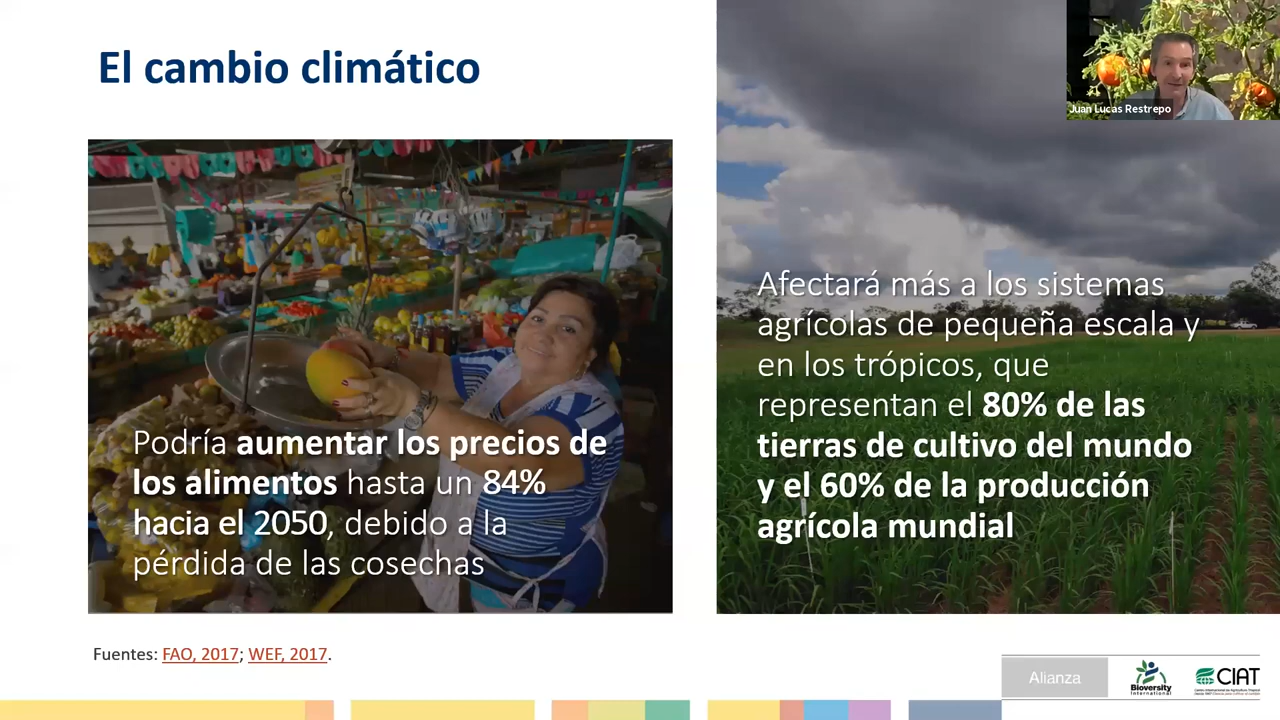 El cambio climático
Juan Lucas Restrepo
Podría aumentar los precios de
los alimentos hasta un 84%
hacia el 2050, debido a la
pérdida de las cosechas
Afectará más a los sistemas
agrícolas de pequeña escala y
en los trópicos, que
representan el 80% de las
tierras de cultivo del mundo
y el 60% de la producción
agrícola mundial
Fuentes: FAO, 2017; WEF, 2017.
Alianza
Bioversity
International
CIAT